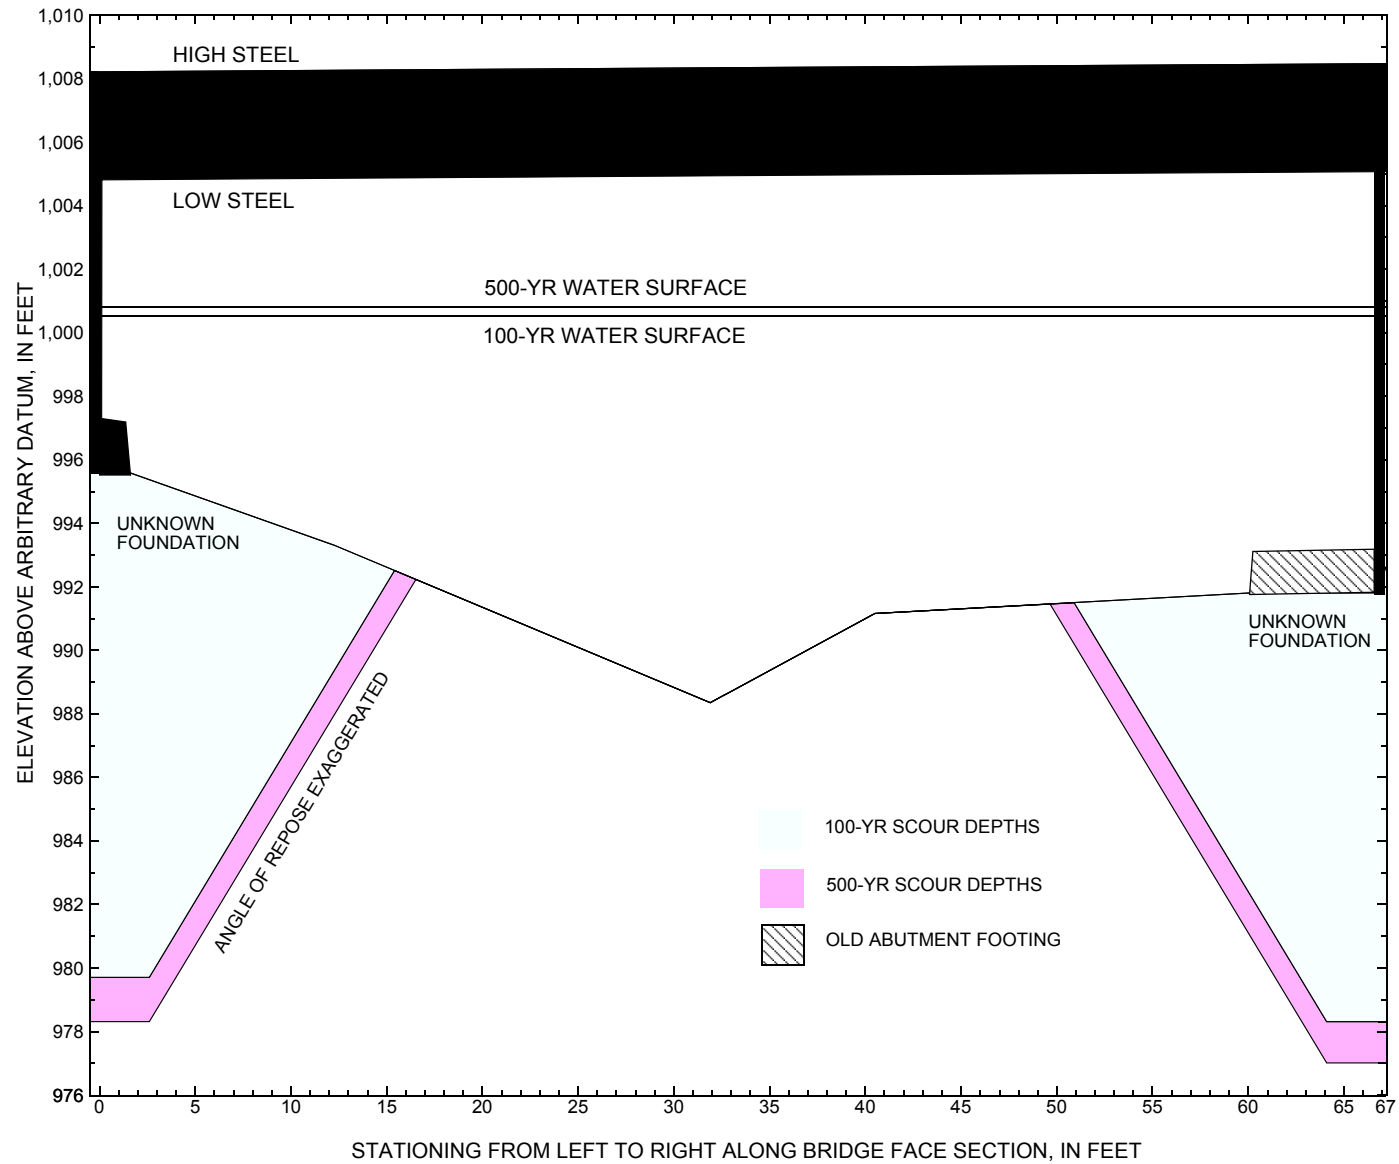 1,010
1,008
1,006
1,004
1,002
1,000
998
996
994
992
990
988
986
984
982
980
978
976
ELEVATION ABOVE ARBITRARY DATUM, IN FEET
HIGH STEEL
LOW STEEL
500-YR WATER SURFACE
100-YR WATER SURFACE
UNKNOWN
FOUNDATION
UNKNOWN
FOUNDATION
ANGLE OF REPOSE EXAGGERATED
100-YR SCOUR DEPTHS
500-YR SCOUR DEPTHS
OLD ABUTMENT FOOTING
0 5 10 15 20 25 30 35 40 45 50 55 60 65 67
STATIONING FROM LEFT TO RIGHT ALONG BRIDGE FACE SECTION, IN FEET